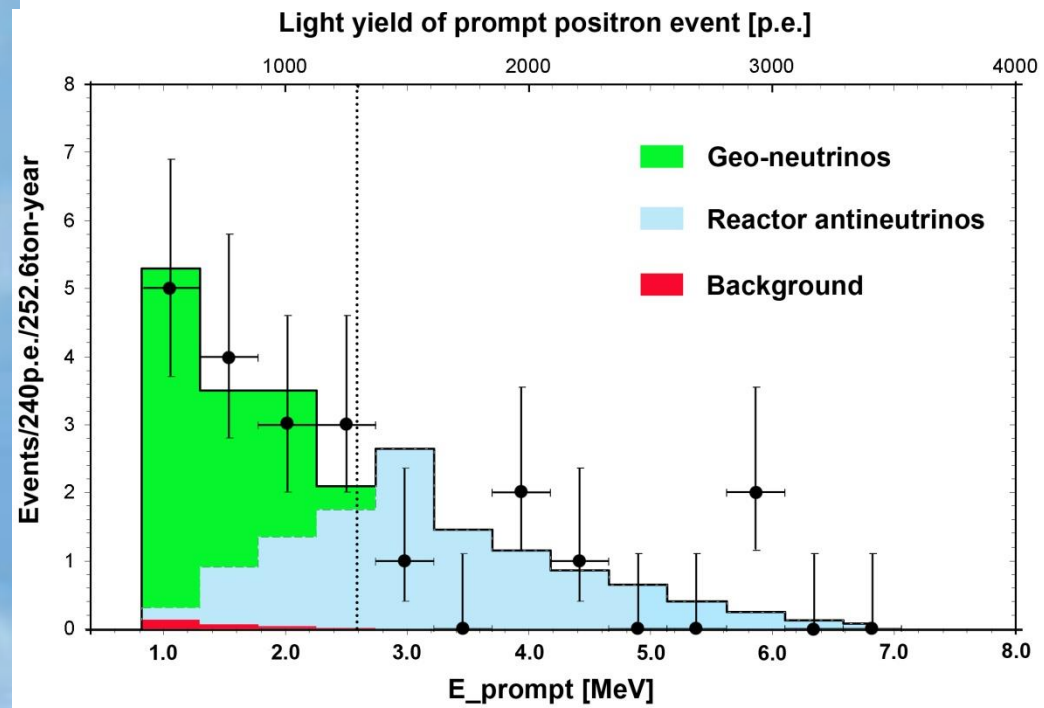 Light yield of prompt positron event [p.e.]
1000 2000 3000 4000
8
7
6
5
4
3
2
1
0
Events/240p.e./252.6ton-year
Geo-neutrinos
Reactor antineutrinos
Background
1.0 2.0 3.0 4.0 5.0 6.0 7.0 8.0
E_prompt [MeV]